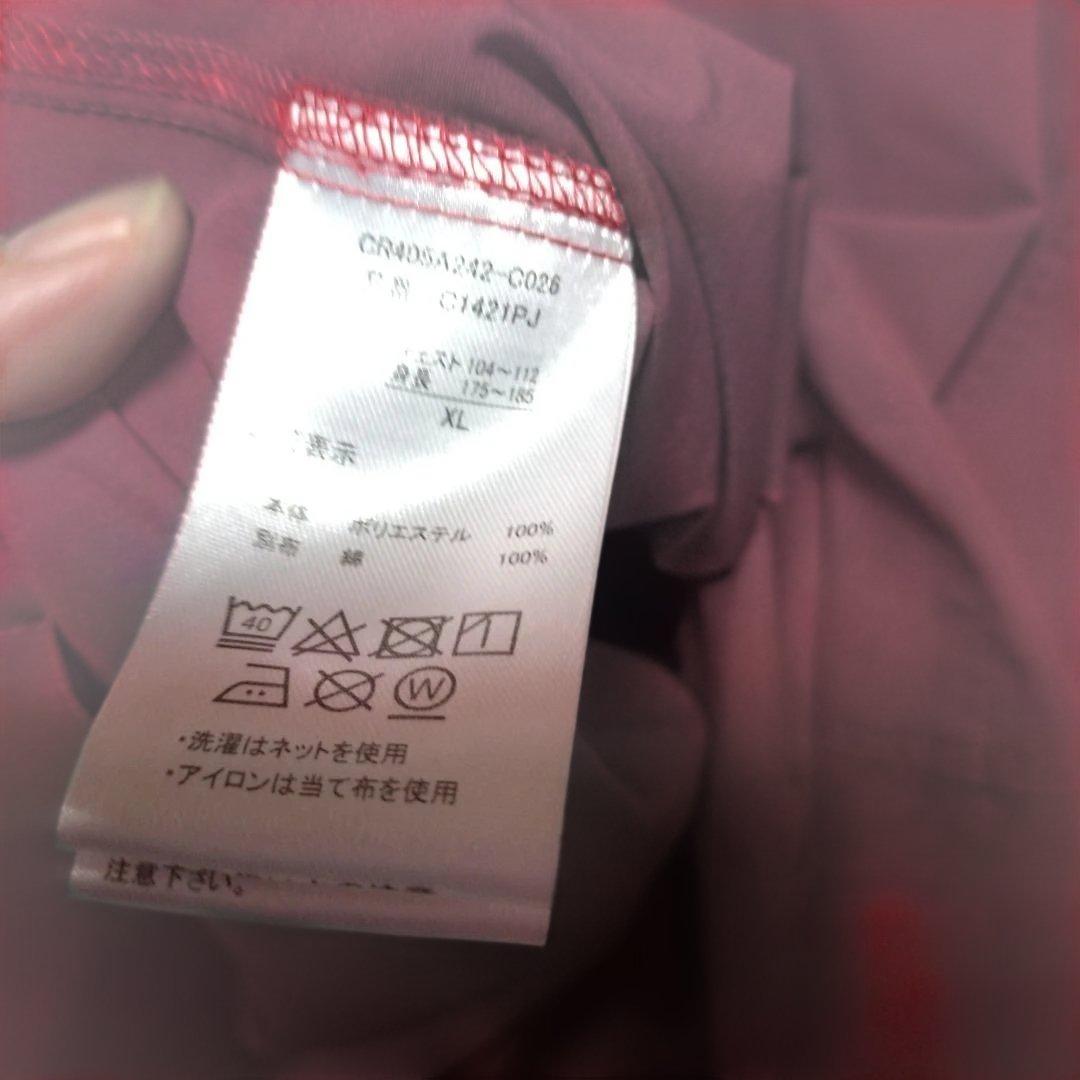 CR405A242-C026
C1421PJ
エスト 104～112
身長 175～185
XL
表示
本体 ポリエステル 100%
別布 綿 100%
40
W
・洗濯はネットを使用
・アイロンは当て布を使用
注意下さい。